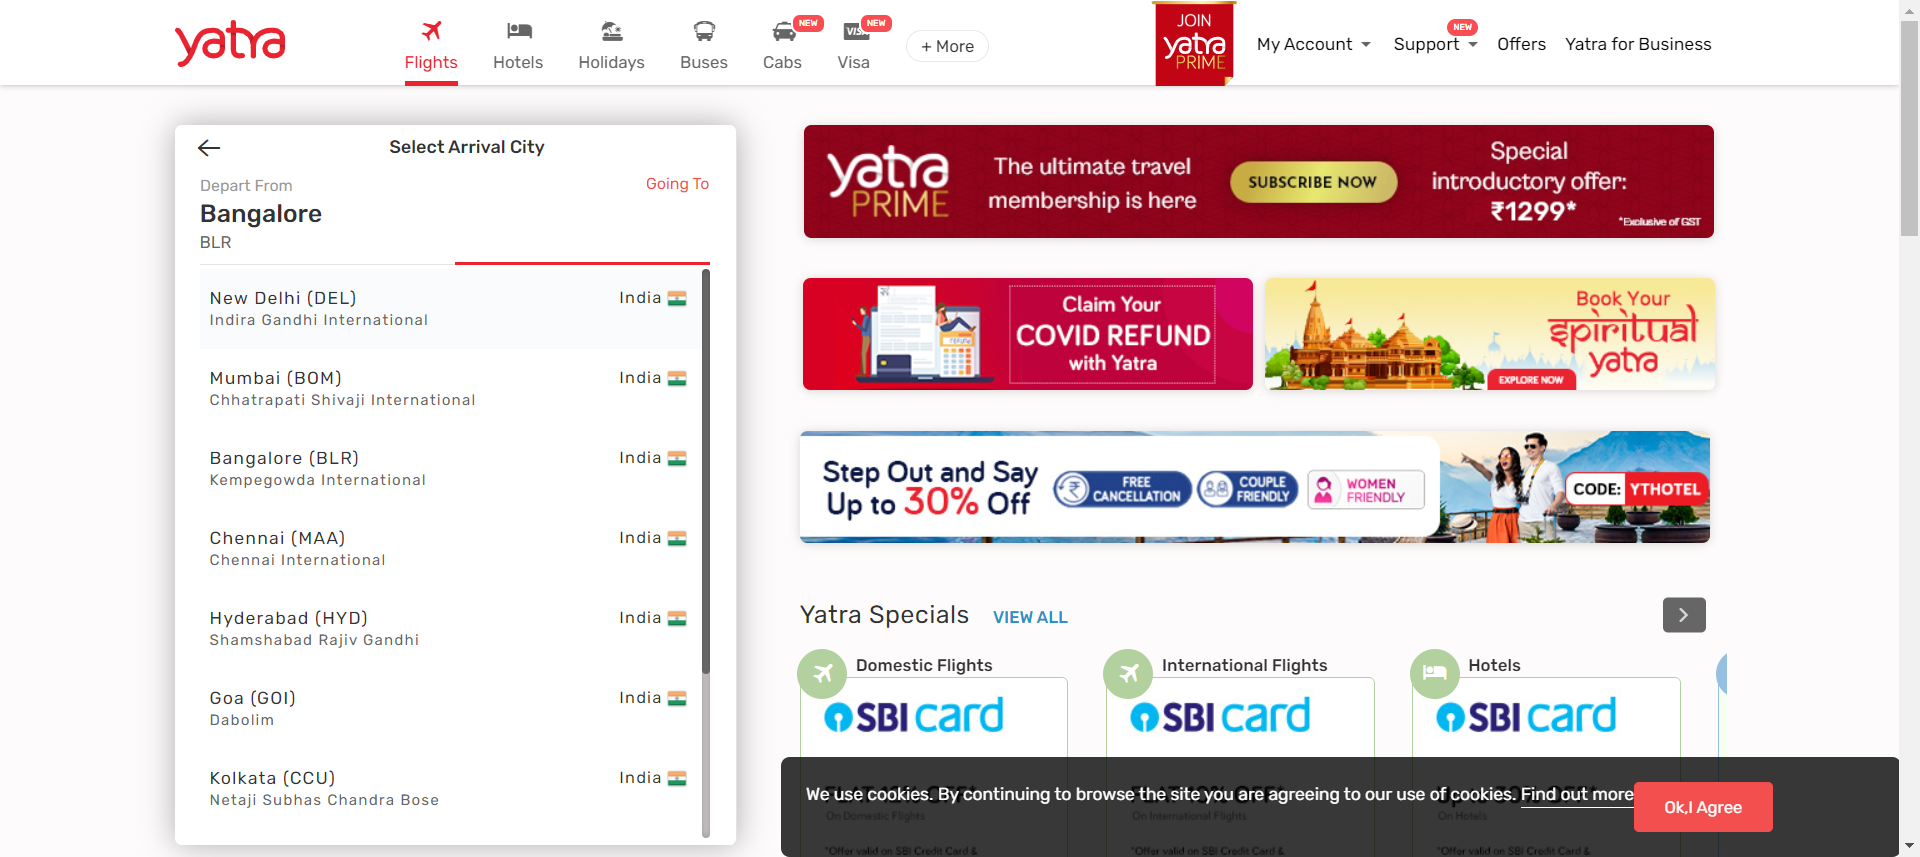 yatra
Flights
Hotels
Holidays
Buses
NEW
Cabs
VISA
NEW
Visa
+ More
JOIN
yatra
PRIME
My Account
NEW
Support
Offers
Yatra for Business
Select Arrival City
Depart From
Going To
Bangalore
BLR
New Delhi (DEL)
India
Indira Gandhi International
Mumbai (BOM)
India
Chhatrapati Shivaji International
Bangalore (BLR)
India
Kempegowda International
Chennai (MAA)
India
Chennai International
Hyderabad (HYD)
India
Shamshabad Rajiv Gandhi
Goa (GOI)
India
Dabolim
Kolkata (CCU)
India
Netaji Subhas Chandra Bose
yatra
PRIME
The ultimate travel
membership is here
SUBSCRIBE NOW
Special
introductory offer:
₹1299*
*Exclusive of GST
REFUND
Claim Your
COVID REFUND
with Yatra
Book Your
spiritual
yatra
EXPLORE NOW
Step Out and Say
Up to 30% Off
FREE
CANCELLATION
COUPLE
FRIENDLY
WOMEN
FRIENDLY
CODE: YTHOTEL
Yatra Specials
VIEW ALL
Domestic Flights
SBI card
International Flights
SBI card
Hotels
SBI card
We use cookies. By continuing to browse the site you are agreeing to our use of cookies. Find out more
Ok,I Agree
On Domestic Flights
On International Flights
On Hotels
*Offer valid on SBI Credit Card &
*Offer valid on SBI Credit Card &
*Offer valid on SBI Credit Card &